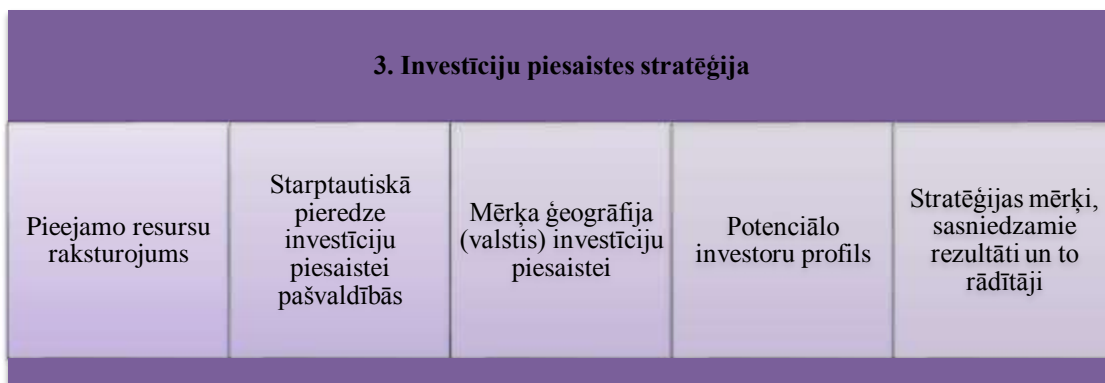 3. Investīciju piesaistes stratēģija
Pieejamo resursu
raksturojums
Starptautiskā
pieredze
investīciju
piesaistei
pašvaldībās
Mērķa ģeogrāfija
(valstis) investīciju
piesaistei
Potenciālo
investoru profils
Stratēģijas mērķi,
sasniedzamie
rezultāti un to
rādītāji